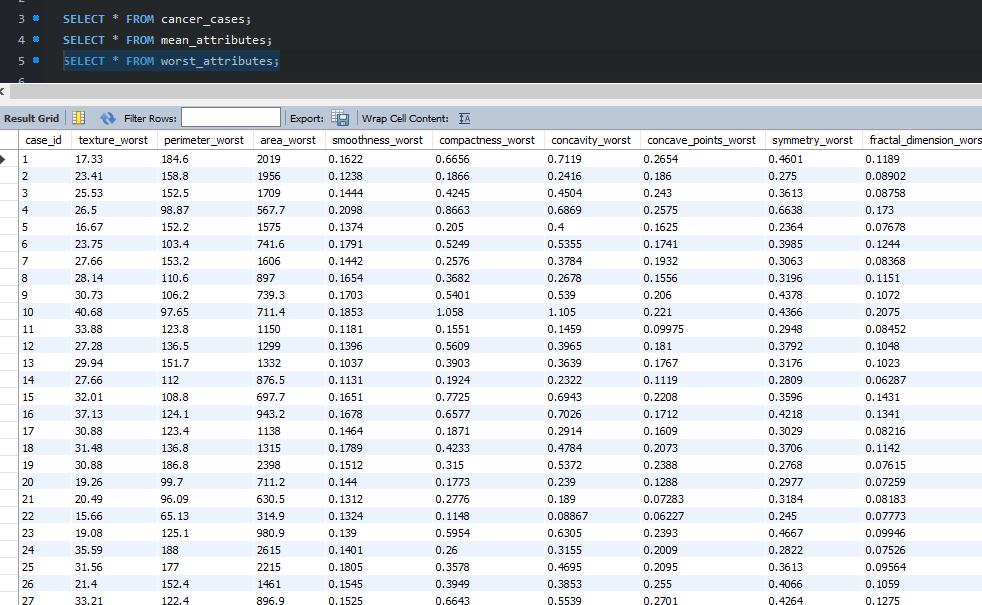 3 SELECT * FROM cancer_cases;
4 SELECT * FROM mean_attributes;
5 SELECT * FROM worst_attributes;
Result Grid Filter Rows: Export: Wrap Cell Content:
case_id texture_worst perimeter_worst area_worst smoothness_worst compactness_worst concavity_worst concave_points_worst symmetry_worst fractal_dimension_wors
1 17.33 184.6 2019 0.1622 0.6656 0.7119 0.2654 0.4601 0.1189
2 23.41 158.8 1956 0.1238 0.1866 0.2416 0.186 0.275 0.08902
3 25.53 152.5 1709 0.1444 0.4245 0.4504 0.243 0.3613 0.08758
4 26.5 98.87 567.7 0.2098 0.8663 0.6869 0.2575 0.6638 0.173
5 16.67 152.2 1575 0.1374 0.205 0.4 0.1625 0.2364 0.07678
6 23.75 103.4 741.6 0.1791 0.5249 0.5355 0.1741 0.3985 0.1244
7 27.66 153.2 1606 0.1442 0.2576 0.3784 0.1932 0.3063 0.08368
8 28.14 110.6 897 0.1654 0.3682 0.2678 0.1556 0.3196 0.1151
9 30.73 106.2 739.3 0.1703 0.5401 0.539 0.206 0.4378 0.1072
10 40.68 97.65 711.4 0.1853 1.058 1.105 0.221 0.4366 0.2075
11 33.88 123.8 1150 0.1181 0.1551 0.1459 0.09975 0.2948 0.08452
12 27.28 136.5 1299 0.1396 0.5609 0.3965 0.181 0.3792 0.1048
13 29.94 151.7 1332 0.1037 0.3903 0.3639 0.1767 0.3176 0.1023
14 27.66 112 876.5 0.1131 0.1924 0.2322 0.1119 0.2809 0.06287
15 32.01 108.8 697.7 0.1651 0.7725 0.6943 0.2208 0.3596 0.1431
16 37.13 124.1 943.2 0.1678 0.6577 0.7026 0.1712 0.4218 0.1341
17 30.88 123.4 1138 0.1464 0.1871 0.2914 0.1609 0.3029 0.08216
18 31.48 136.8 1315 0.1789 0.4233 0.4784 0.2073 0.3706 0.1142
19 30.88 186.8 2398 0.1512 0.315 0.5372 0.2388 0.2768 0.07615
20 19.26 99.7 711.2 0.144 0.1773 0.239 0.1288 0.2977 0.07259
21 20.49 96.09 630.5 0.1312 0.2776 0.189 0.07283 0.3184 0.08183
22 15.66 65.13 314.9 0.1324 0.1148 0.08867 0.06227 0.245 0.07773
23 19.08 125.1 980.9 0.139 0.5954 0.6305 0.2393 0.4667 0.09946
24 35.59 188 2615 0.1401 0.26 0.3155 0.2009 0.2822 0.07526
25 31.56 177 2215 0.1805 0.3578 0.4695 0.2095 0.3613 0.09564
26 21.4 152.4 1461 0.1545 0.3949 0.3853 0.255 0.4066 0.1059
27 33.21 122.4 896.9 0.1525 0.6643 0.5539 0.2701 0.4264 0.1275